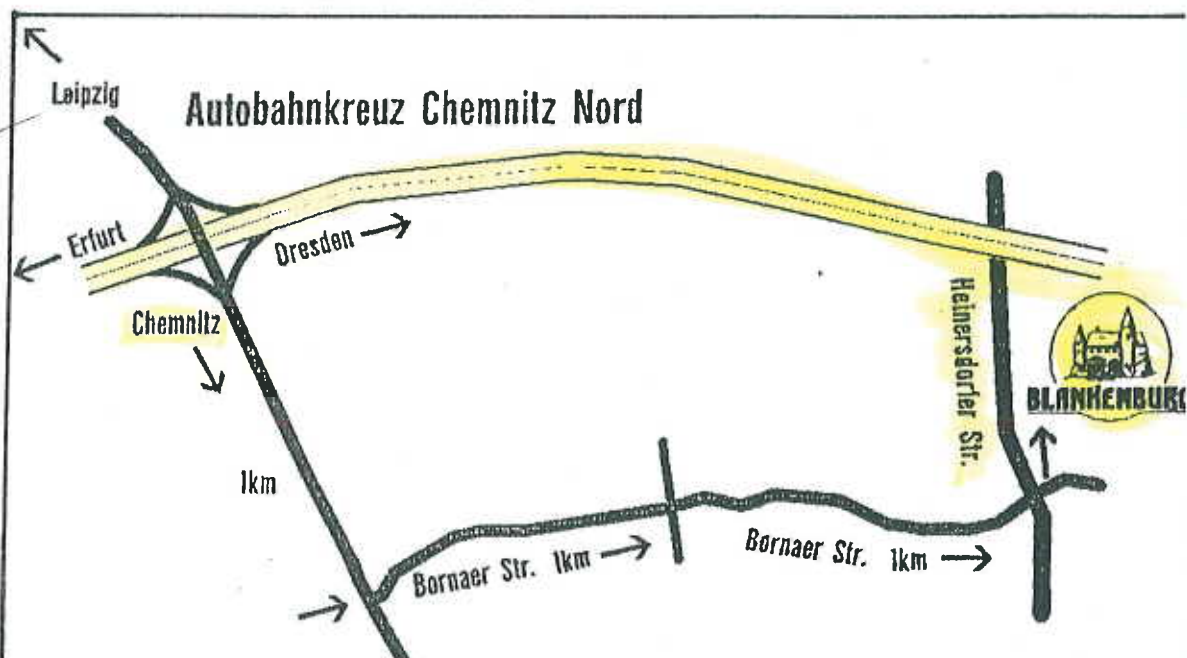 Leipzig
Autobahnkreuz Chemnitz Nord
Erfurt
Dresden
Chemnitz
Heinersdorfer Str.
BLANKENBURG
1km
Bornaer Str. 1km
Bornaer Str. 1km